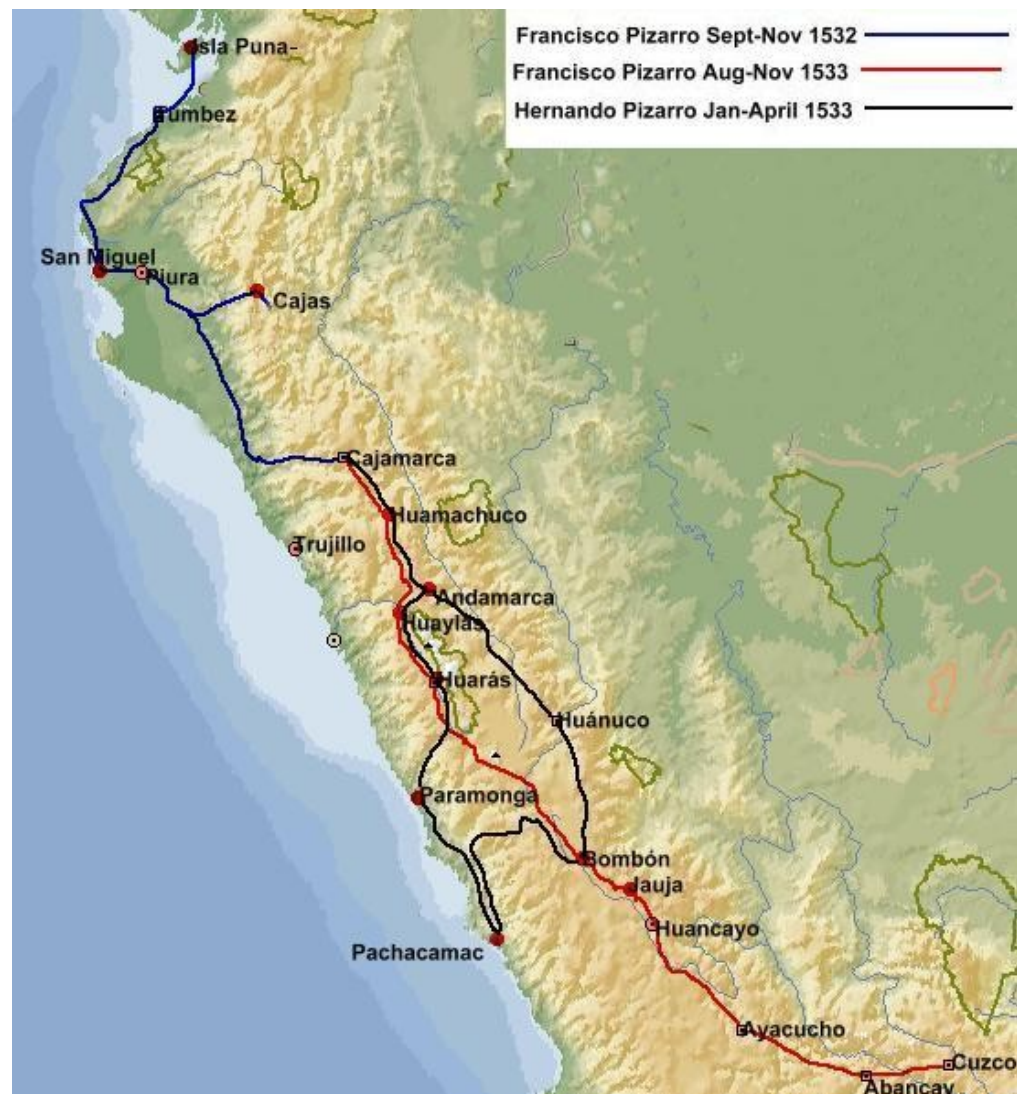 Francisco Pizarro Sept-Nov 1532
Francisco Pizarro Aug-Nov 1533
Hernando Pizarro Jan-April 1533
Isla Puna-
Tumbez
San Miguel
Piura
Cajas
Cajamarca
Huamachuco
Trujillo
Andamarca
Huaylas
Huarás
Huánuco
Paramonga
Bombón
Jauja
Huancayo
Pachacamac
Ayacucho
Cuzco
Abancay